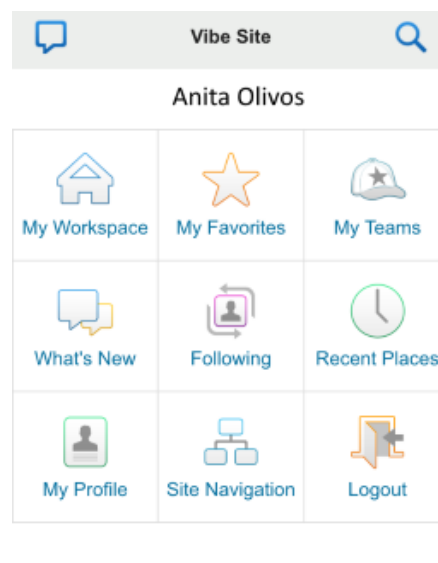 Vibe Site
Anita Olivos
My Workspace My Favorites My Teams
What's New Following Recent Places
My Profile Site Navigation Logout